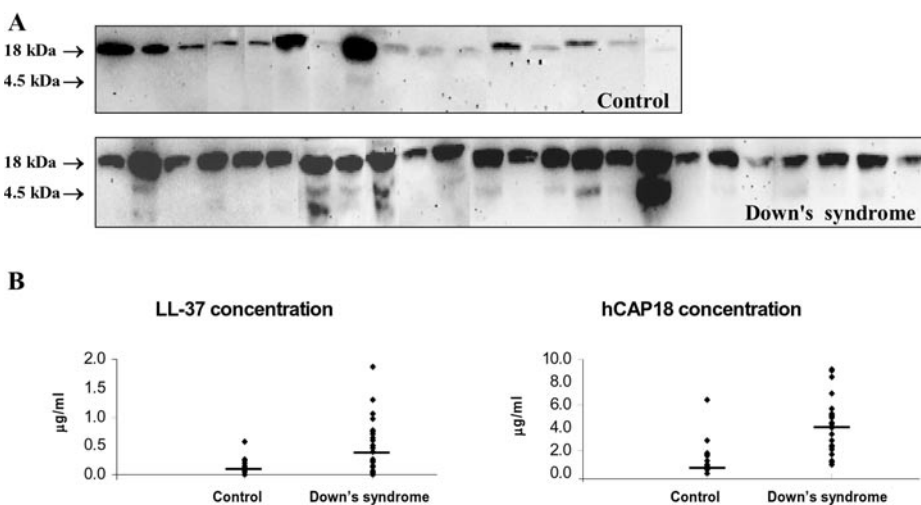 A
18 kDa →
4.5 kDa →
Control
18 kDa →
4.5 kDa →
Down's syndrome
B
LL-37 concentration
hCAP18 concentration
µg/ml
2.0
1.5
1.0
0.5
0.0
Control Down's syndrome
µg/ml
10.0
8.0
6.0
4.0
2.0
0.0
Control Down's syndrome